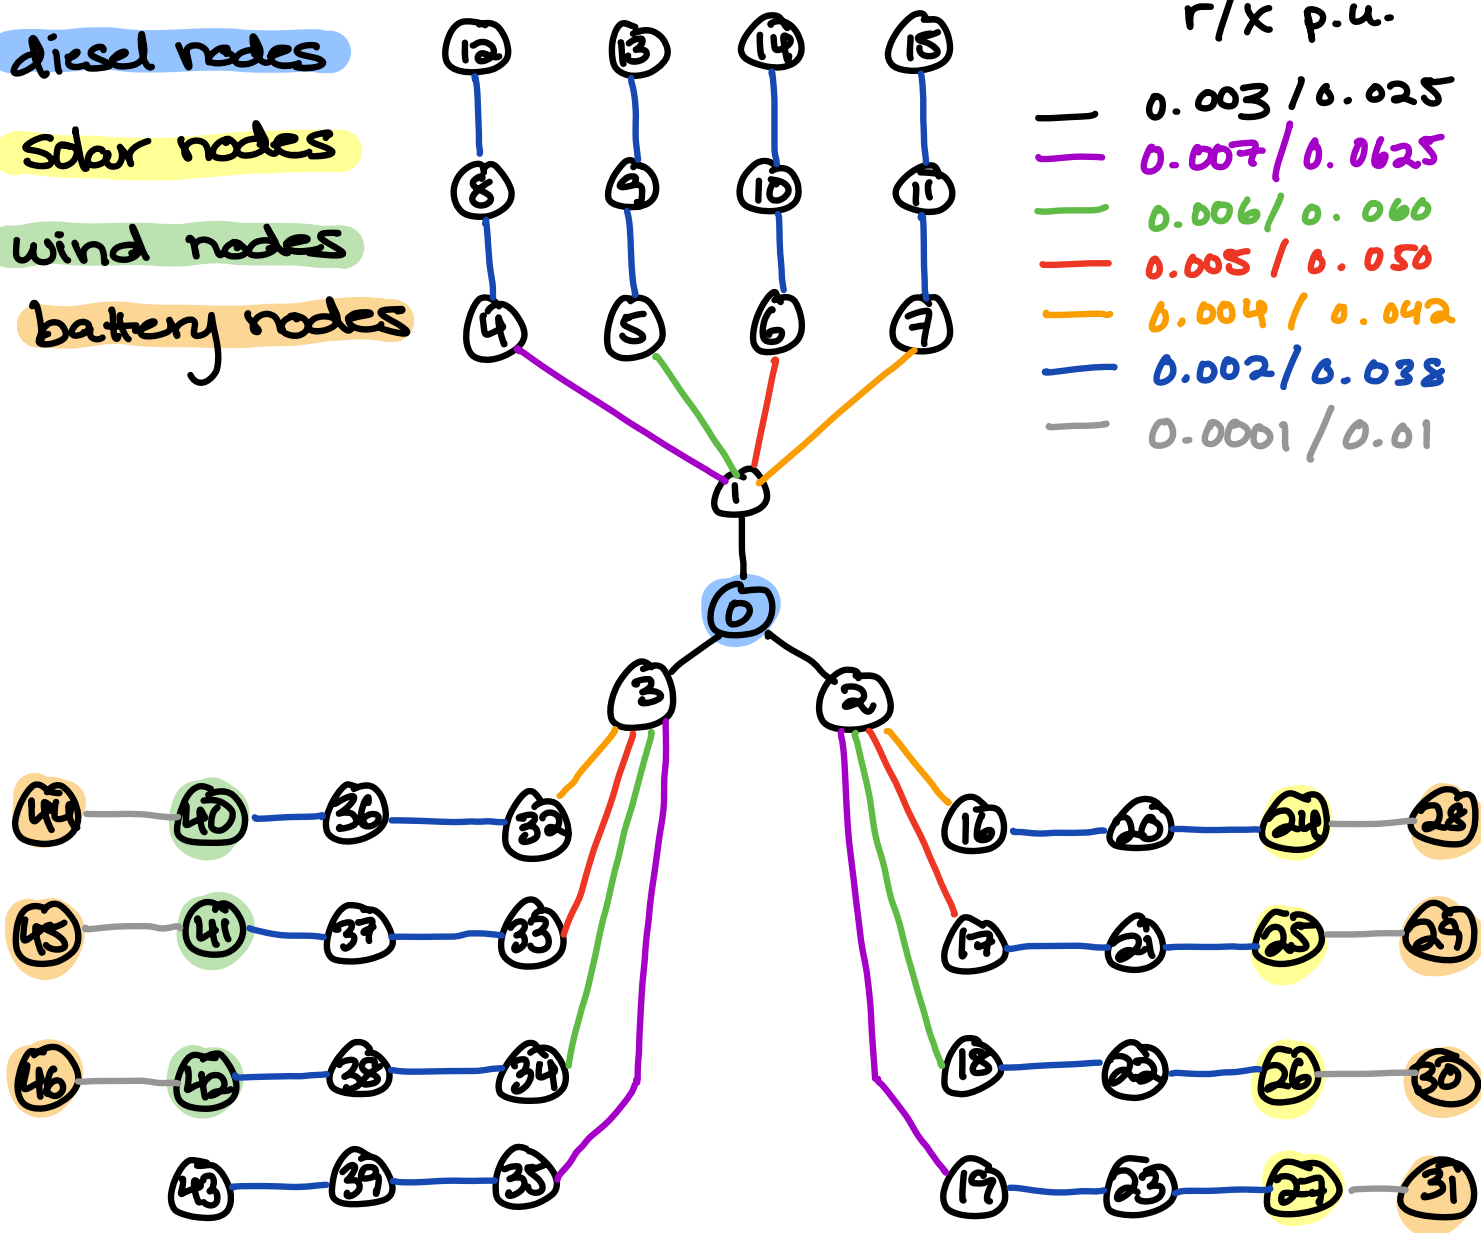 diesel nodes
solar nodes
wind nodes
battery nodes
r/x p.u.
0.003 / 0.025
0.007 / 0.0625
0.006 / 0.060
0.005 / 0.050
0.004 / 0.042
0.002 / 0.038
0.0001 / 0.01
12 13 14 15
8 9 10 11
4 5 6 7
1
0
3 2
44 40 36 32 16 20 24 28
45 41 37 33 17 21 25 29
46 42 38 34 18 22 26 30
43 39 35 19 23 27 31